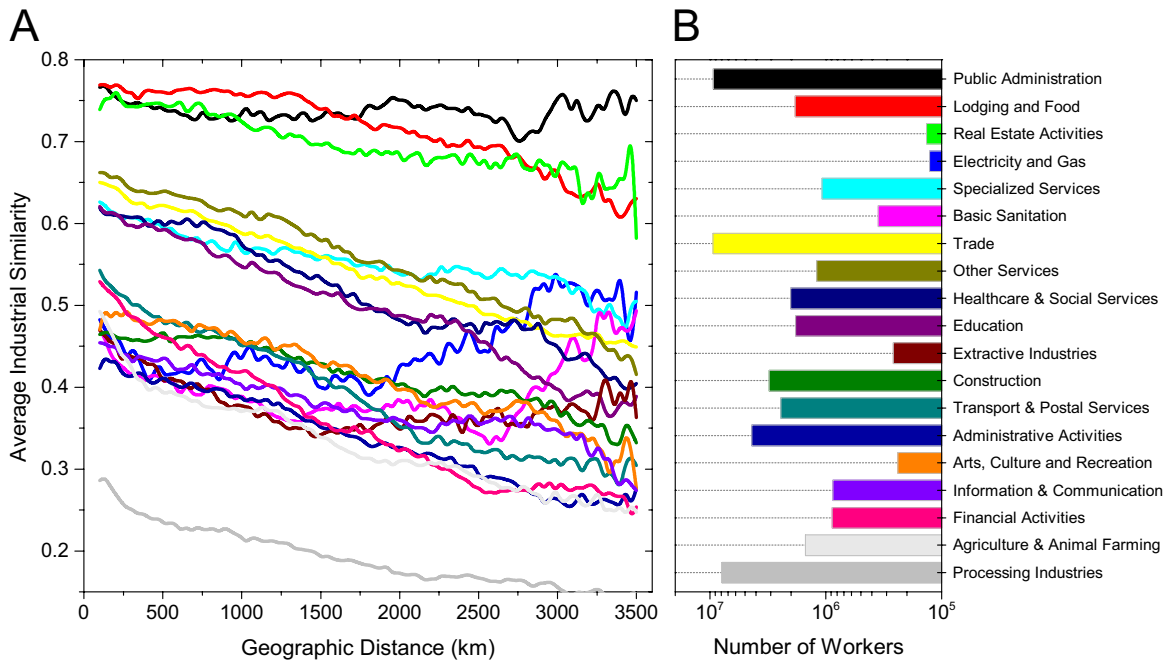 A
B
0.8
0.7
0.6
0.5
0.4
0.3
0.2
Average Industrial Similarity
0
500
1000
1500
2000
2500
3000
3500
Geographic Distance (km)
Public Administration
Lodging and Food
Real Estate Activities
Electricity and Gas
Specialized Services
Basic Sanitation
Trade
Other Services
Healthcare & Social Services
Education
Extractive Industries
Construction
Transport & Postal Services
Administrative Activities
Arts, Culture and Recreation
Information & Communication
Financial Activities
Agriculture & Animal Farming
Processing Industries
10⁷
10⁶
10⁵
Number of Workers